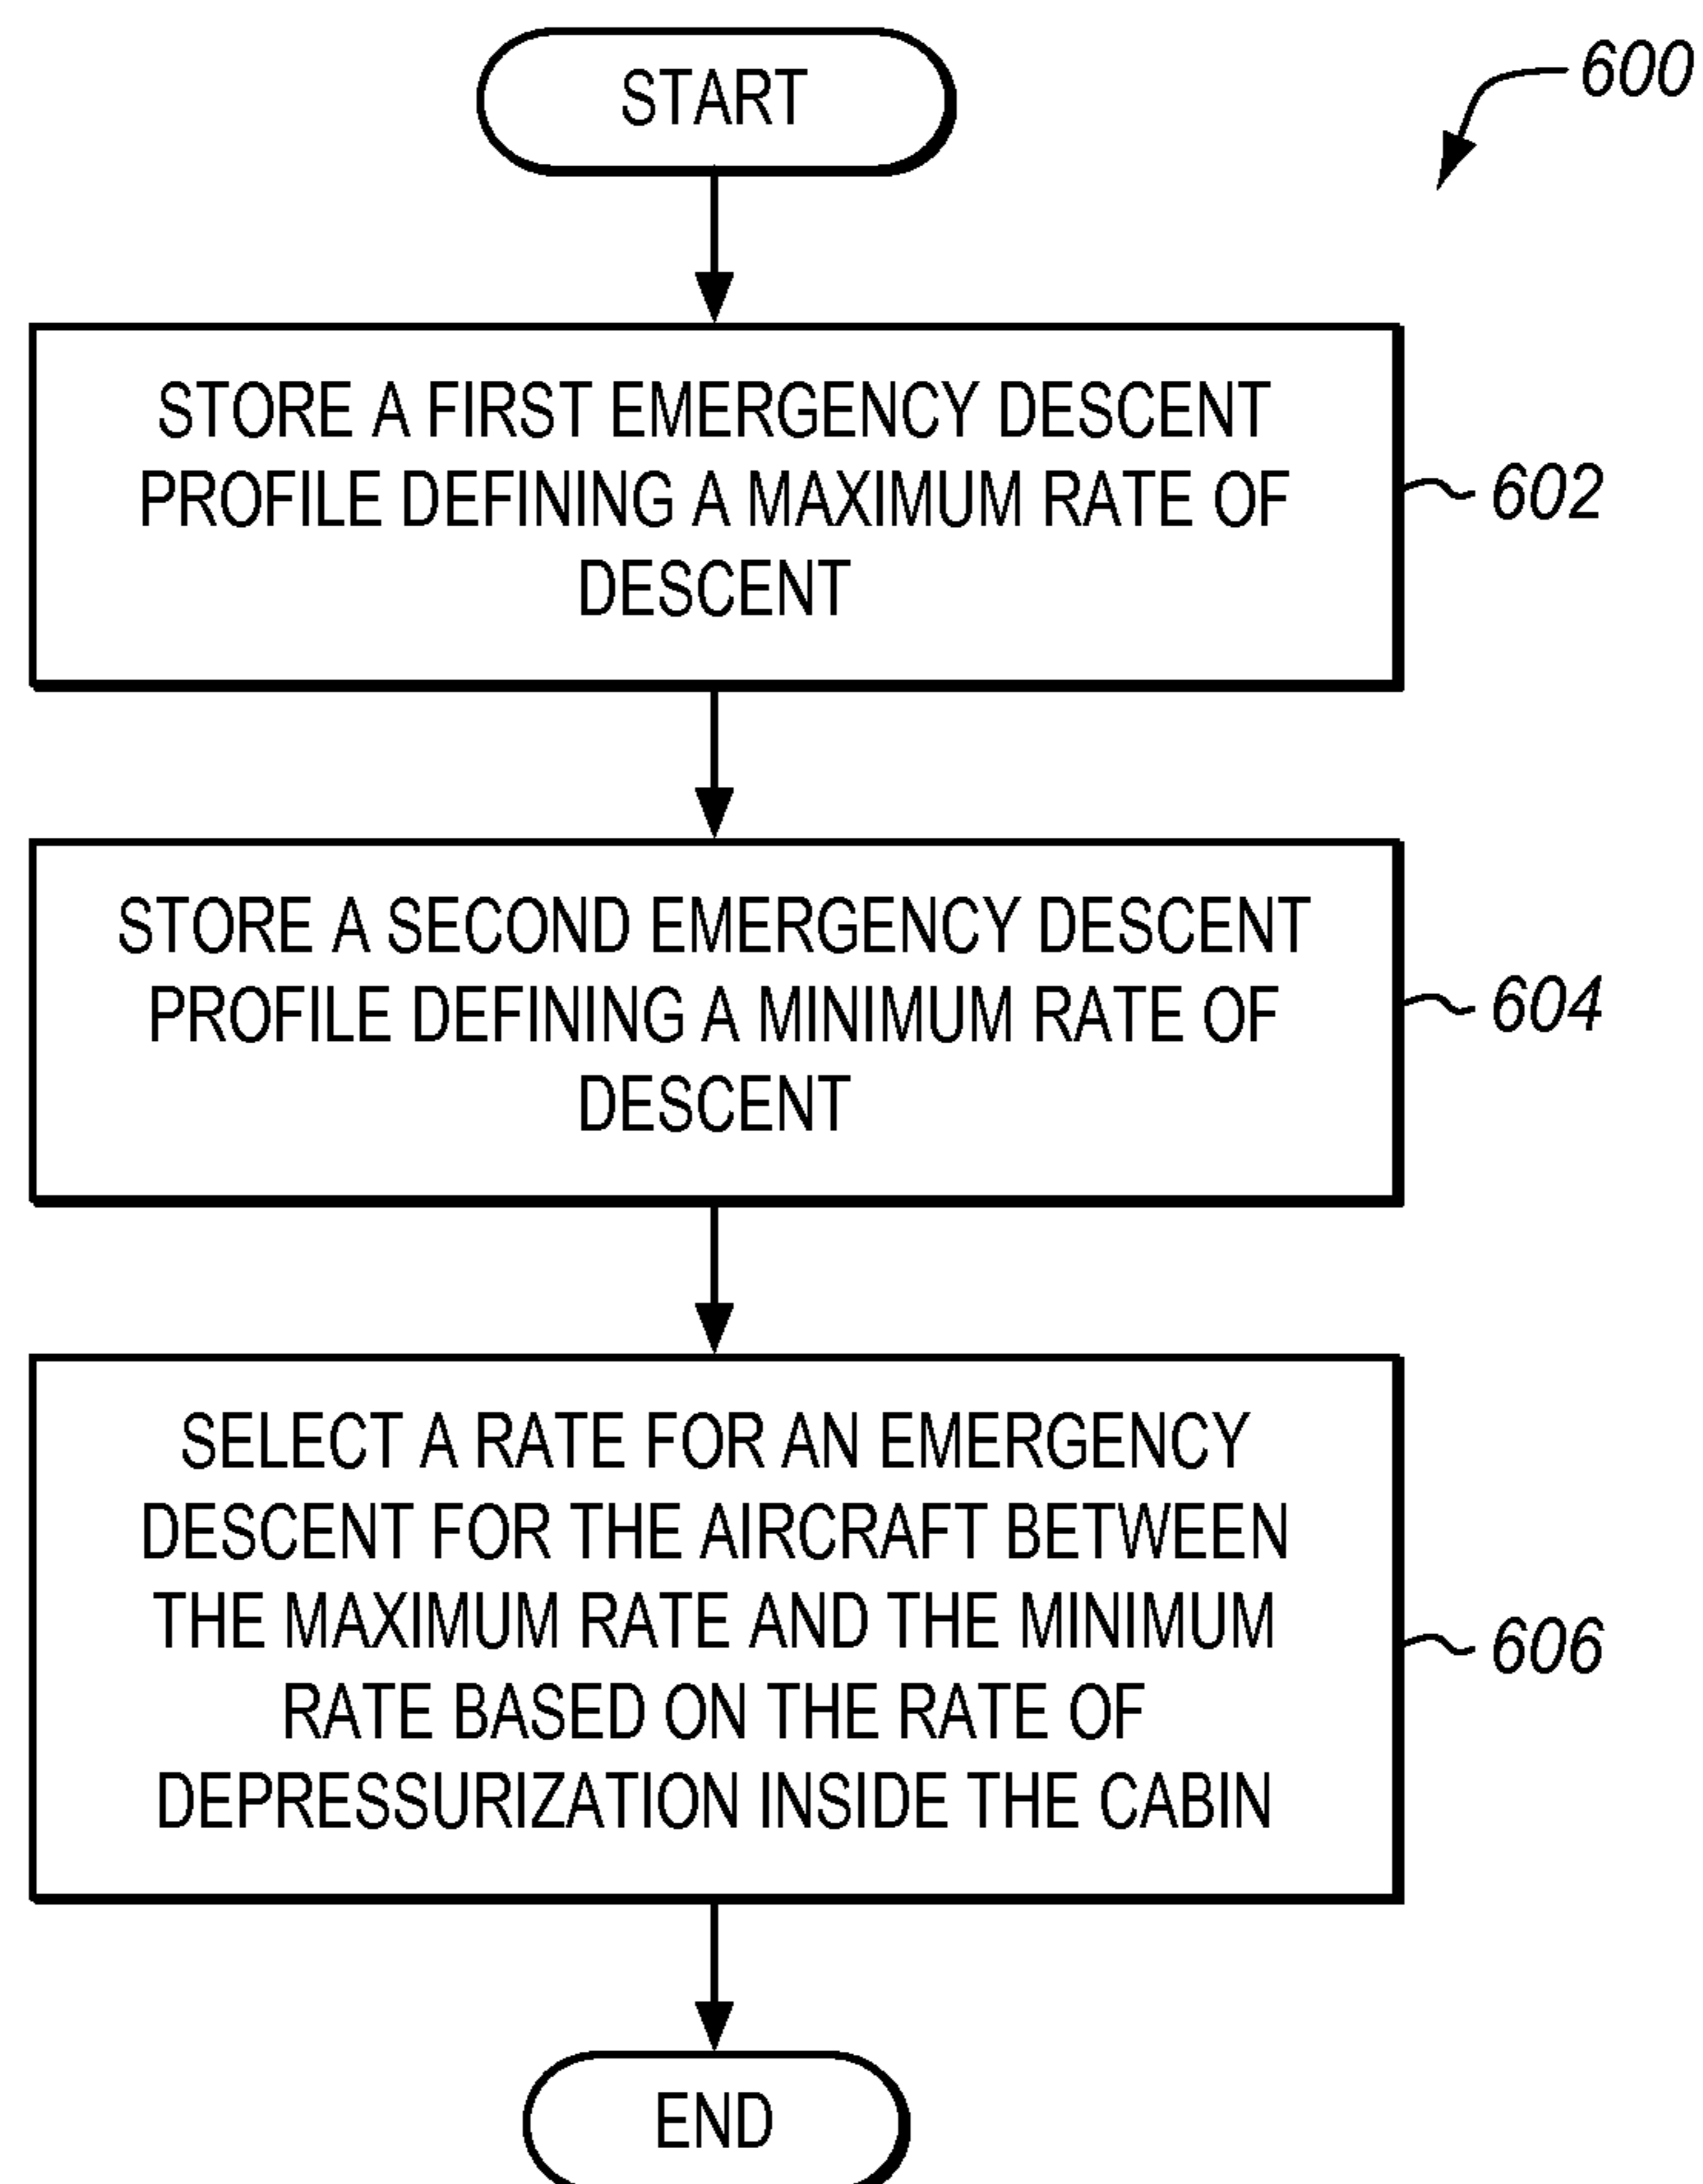 START
600
STORE A FIRST EMERGENCY DESCENT
PROFILE DEFINING A MAXIMUM RATE OF
DESCENT
602
STORE A SECOND EMERGENCY DESCENT
PROFILE DEFINING A MINIMUM RATE OF
DESCENT
604
SELECT A RATE FOR AN EMERGENCY
DESCENT FOR THE AIRCRAFT BETWEEN
THE MAXIMUM RATE AND THE MINIMUM
RATE BASED ON THE RATE OF
DEPRESSURIZATION INSIDE THE CABIN
606
END